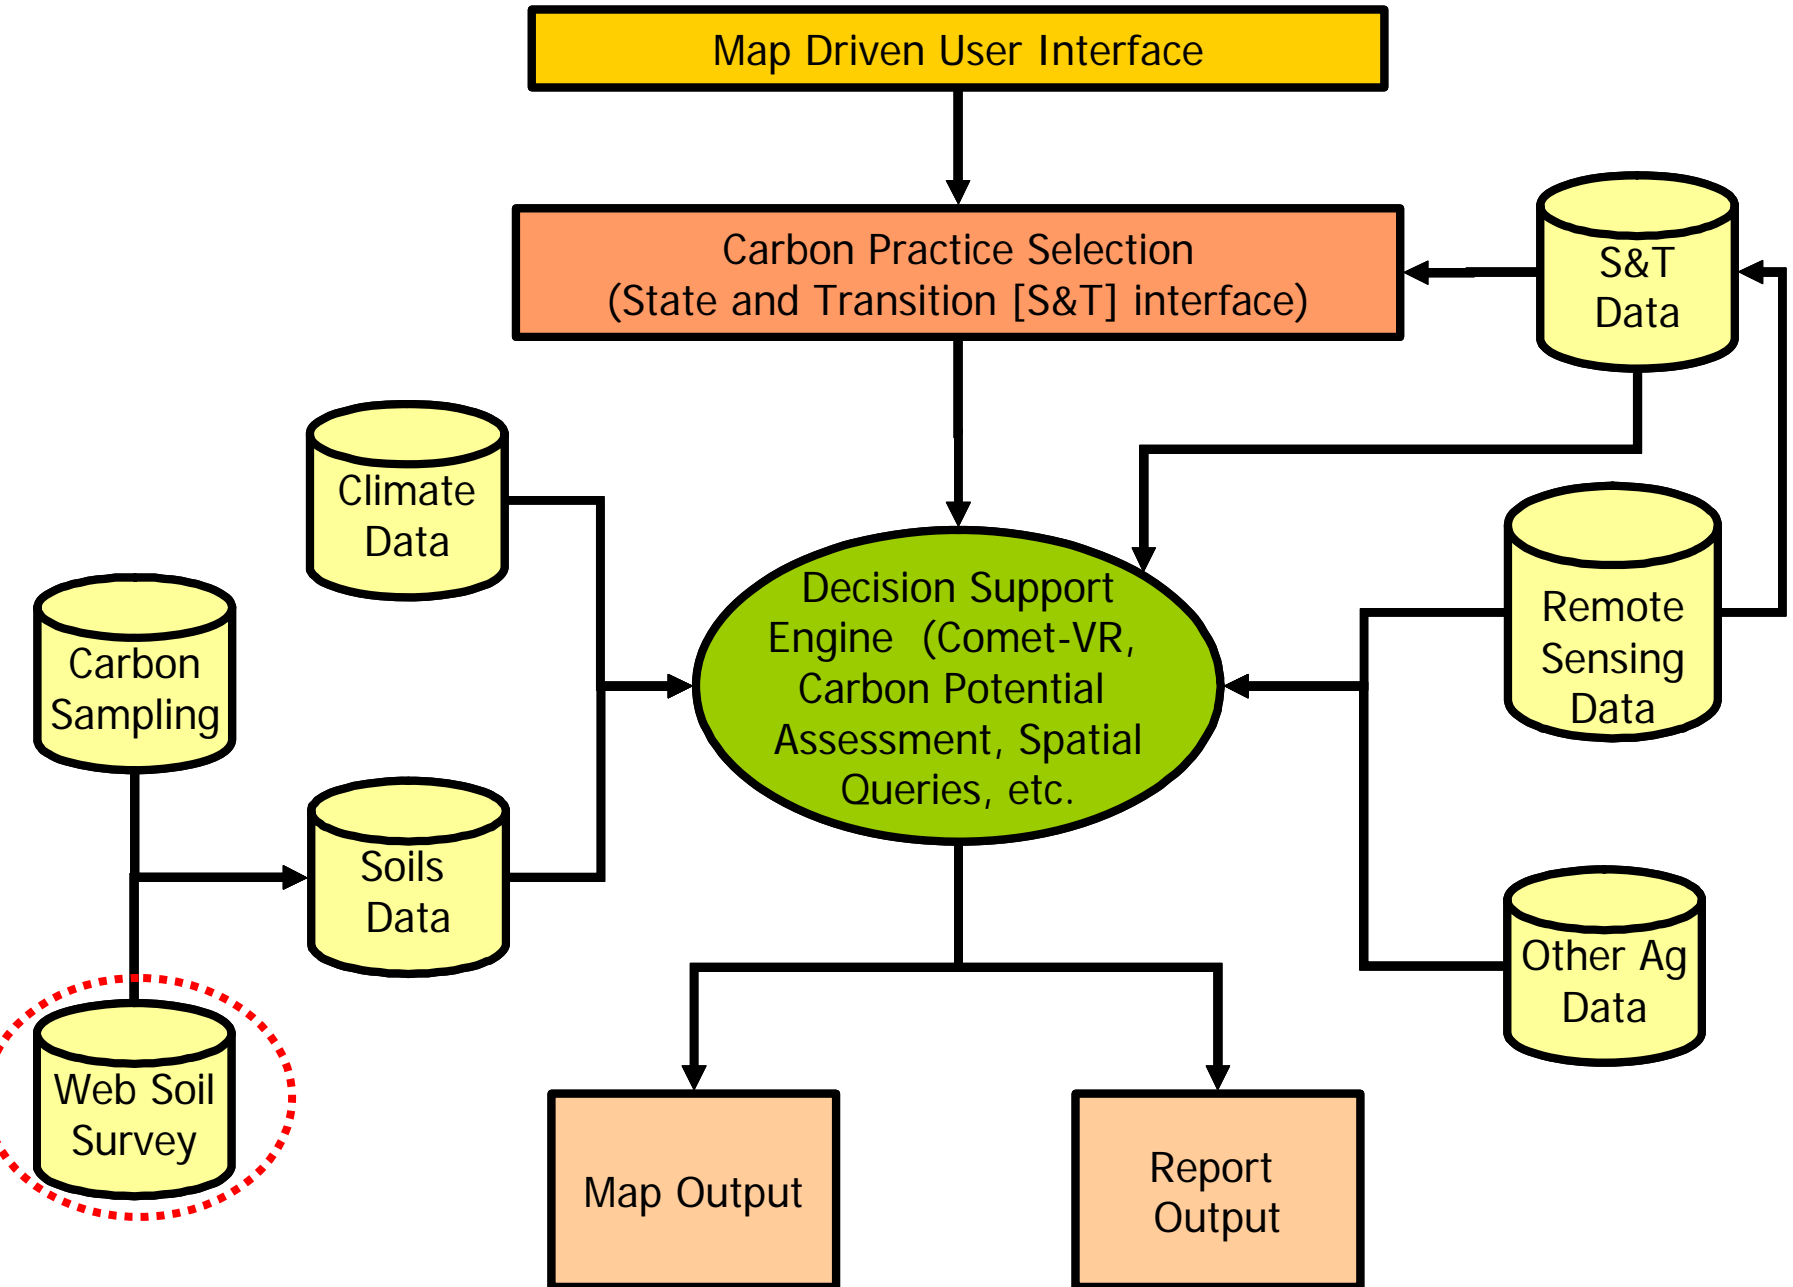 Map Driven User Interface
Carbon Practice Selection
(State and Transition [S&T] interface)
S&T
Data
Climate
Data
Decision Support
Engine (Comet-VR,
Carbon Potential
Assessment, Spatial
Queries, etc.
Remote
Sensing
Data
Carbon
Sampling
Soils
Data
Other Ag
Data
Web Soil
Survey
Map Output
Report
Output